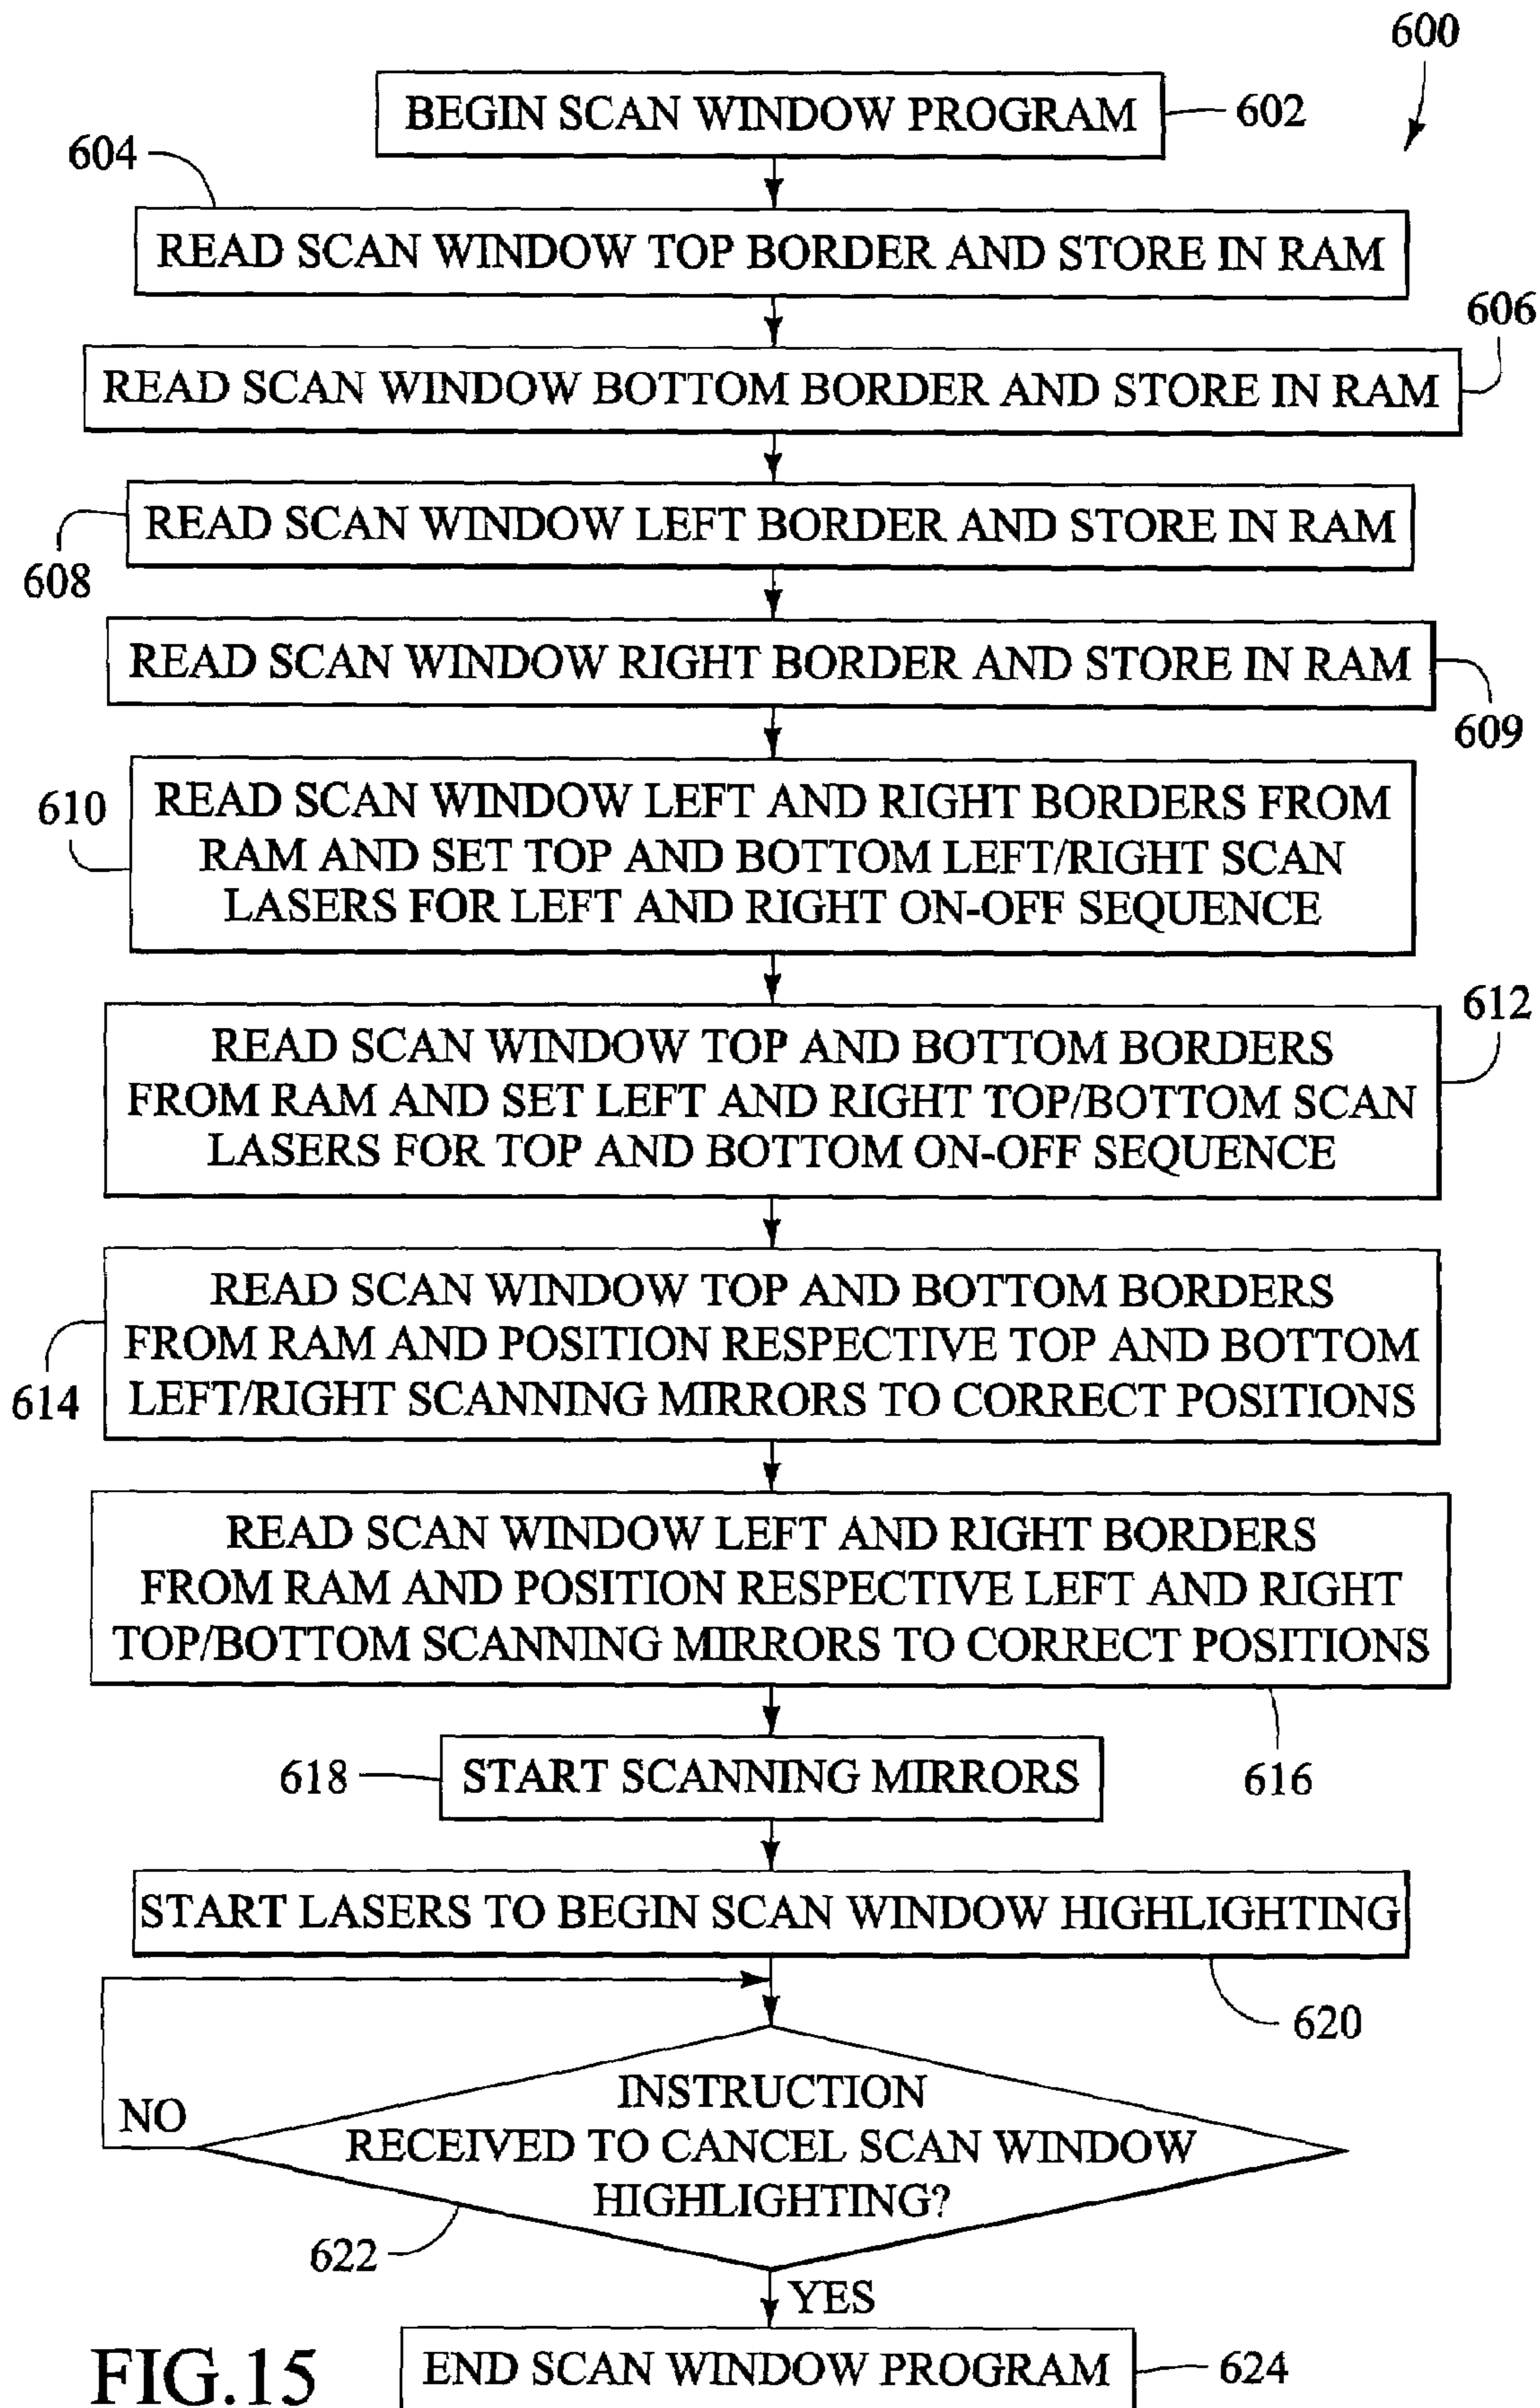 600
BEGIN SCAN WINDOW PROGRAM
602
604
READ SCAN WINDOW TOP BORDER AND STORE IN RAM
606
READ SCAN WINDOW BOTTOM BORDER AND STORE IN RAM
READ SCAN WINDOW LEFT BORDER AND STORE IN RAM
608
READ SCAN WINDOW RIGHT BORDER AND STORE IN RAM
609
610
READ SCAN WINDOW LEFT AND RIGHT BORDERS FROM
RAM AND SET TOP AND BOTTOM LEFT/RIGHT SCAN
LASERS FOR LEFT AND RIGHT ON-OFF SEQUENCE
612
READ SCAN WINDOW TOP AND BOTTOM BORDERS
FROM RAM AND SET LEFT AND RIGHT TOP/BOTTOM SCAN
LASERS FOR TOP AND BOTTOM ON-OFF SEQUENCE
READ SCAN WINDOW TOP AND BOTTOM BORDERS
FROM RAM AND POSITION RESPECTIVE TOP AND BOTTOM
LEFT/RIGHT SCANNING MIRRORS TO CORRECT POSITIONS
614
READ SCAN WINDOW LEFT AND RIGHT BORDERS
FROM RAM AND POSITION RESPECTIVE LEFT AND RIGHT
TOP/BOTTOM SCANNING MIRRORS TO CORRECT POSITIONS
616
618
START SCANNING MIRRORS
START LASERS TO BEGIN SCAN WINDOW HIGHLIGHTING
620
INSTRUCTION
RECEIVED TO CANCEL SCAN WINDOW
HIGHLIGHTING?
NO
622
YES
END SCAN WINDOW PROGRAM
624
FIG.15